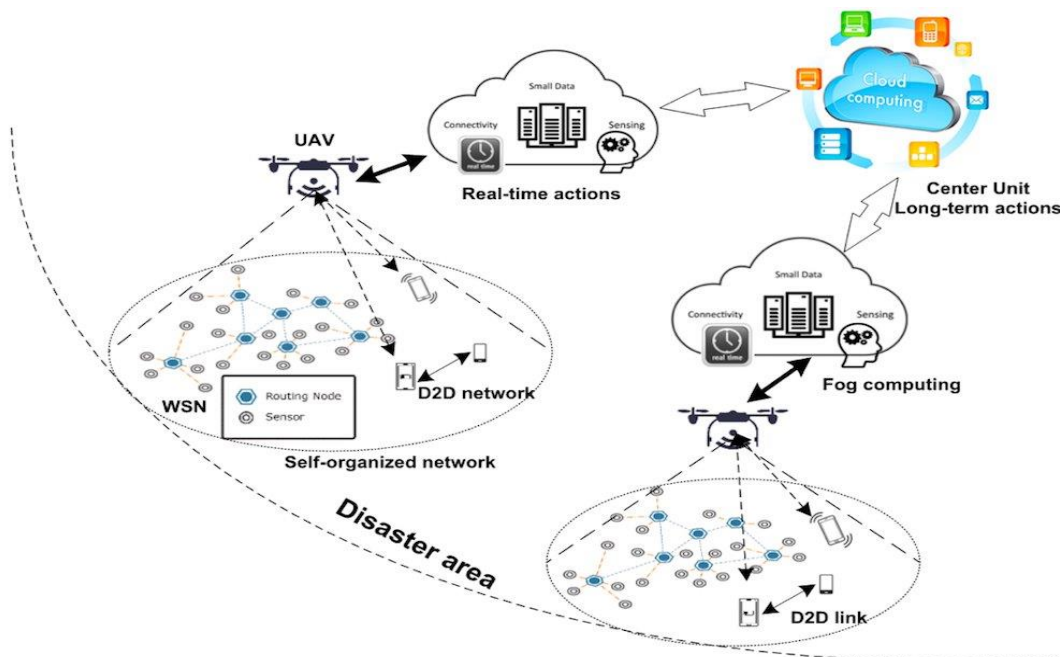 Small Data
Cloud
computing
Connectivity
Sensing
real time
UAV
Real-time actions
Center Unit
Long-term actions
Small Data
Connectivity
Sensing
real time
Fog computing
Routing Node
Sensor
WSN
D2D network
Self-organized network
Disaster area
D2D link